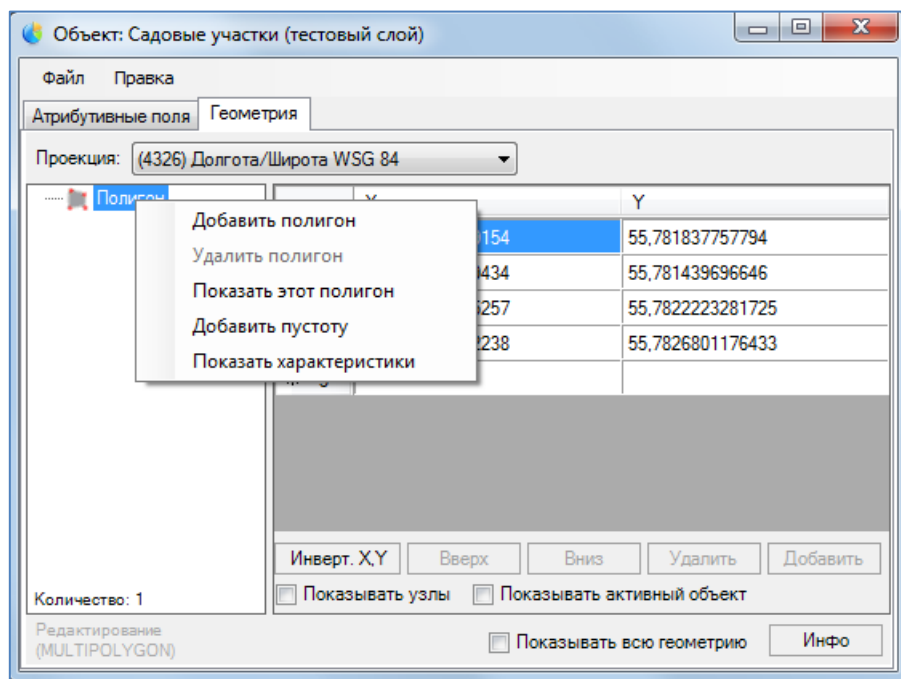 Объект: Садовые участки (тестовый слой)
Файл Правка
Атрибутивные поля Геометрия
Проекция: (4326) Долгота/Широта WSG 84
Полигон
Y
Добавить полигон
Удалить полигон
Показать этот полигон
Добавить пустоту
Показать характеристики
154 55,781837757794
434 55,781439696646
257 55,7822223281725
2238 55,7826801176433
Инверт. X,Y Вверх Вниз Удалить Добавить
Показывать узлы Показывать активный объект
Количество: 1
Редактирование
(MULTIPOLYGON)
Показывать всю геометрию Инфо